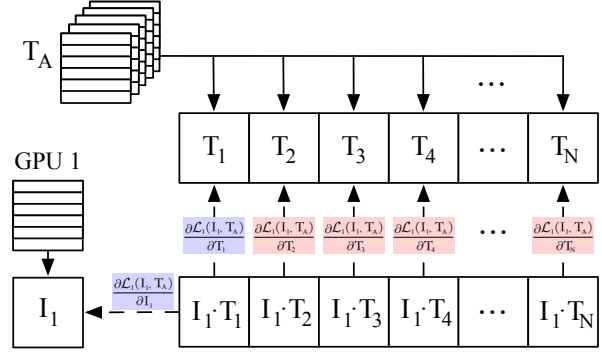 T_A
...
T_1 T_2 T_3 T_4 ... T_N
GPU 1
∂ℒ_1(I_1, T_A)/∂T_1 ∂ℒ_1(I_1, T_A)/∂T_2 ∂ℒ_1(I_1, T_A)/∂T_3 ∂ℒ_1(I_1, T_A)/∂T_4 ... ∂ℒ_1(I_1, T_A)/∂T_N
∂ℒ_1(I_1, T_A)/∂I_1
I_1 I_1·T_1 I_1·T_2 I_1·T_3 I_1·T_4 ... I_1·T_N